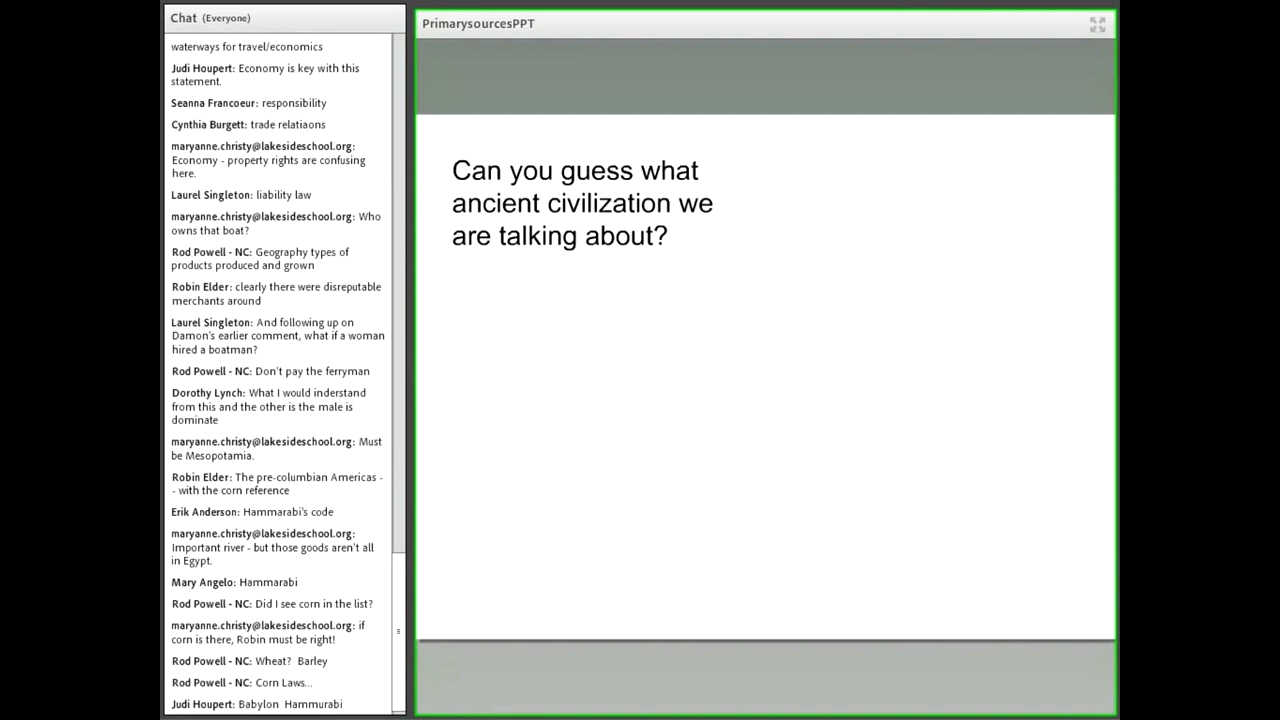 Chat (Everyone)
waterways for travel/economics
Judi Houpert: Economy is key with this
statement.
Seanna Francoeur: responsibility
Cynthia Burgett: trade relatiaons
maryanne.christy@lakesideschool.org:
Economy - property rights are confusing
here.
Laurel Singleton: liability law
maryanne.christy@lakesideschool.org: Who
owns that boat?
Rod Powell - NC: Geography types of
products produced and grown
Robin Elder: clearly there were disreputable
merchants around
Laurel Singleton: And following up on
Damon's earlier comment, what if a woman
hired a boatman?
Rod Powell - NC: Don't pay the ferryman
Dorothy Lynch: What I would inderstand
from this and the other is the male is
dominate
maryanne.christy@lakesideschool.org: Must
be Mesopotamia.
Robin Elder: The pre-columbian Americas -
- with the corn reference
Erik Anderson: Hammarabi's code
maryanne.christy@lakesideschool.org:
Important river - but those goods aren't all
in Egypt.
Mary Angelo: Hammarabi
Rod Powell - NC: Did I see corn in the list?
maryanne.christy@lakesideschool.org: if
corn is there, Robin must be right!
Rod Powell - NC: Wheat? Barley
Rod Powell - NC: Corn Laws...
Judi Houpert: Babylon Hammurabi
PrimarysourcesPPT
Can you guess what
ancient civilization we
are talking about?